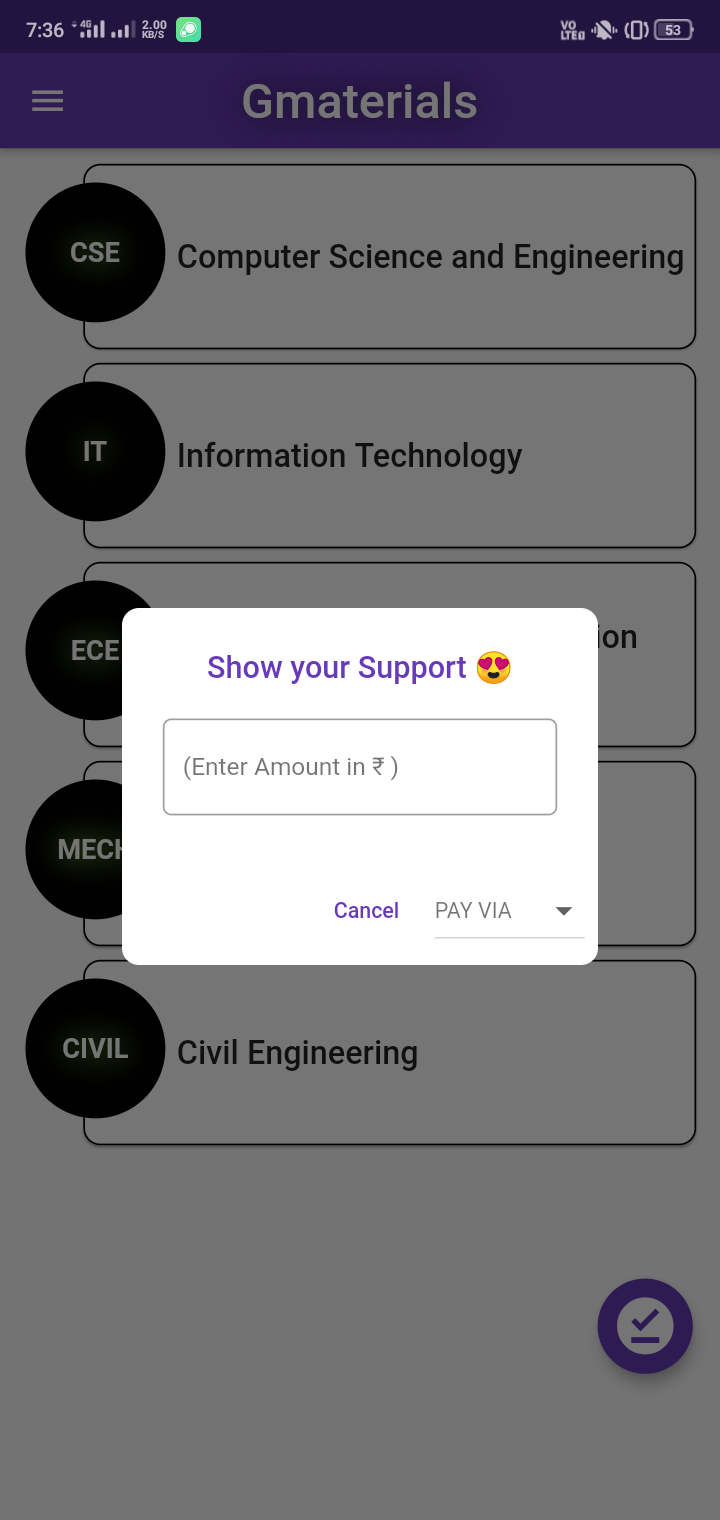 7:36 4G 2.00 KB/S VO LTE 53
Gmaterials
CSE Computer Science and Engineering
IT Information Technology
ECE ion
Show your Support 😍
(Enter Amount in ₹ )
MECH
Cancel PAY VIA
CIVIL Civil Engineering